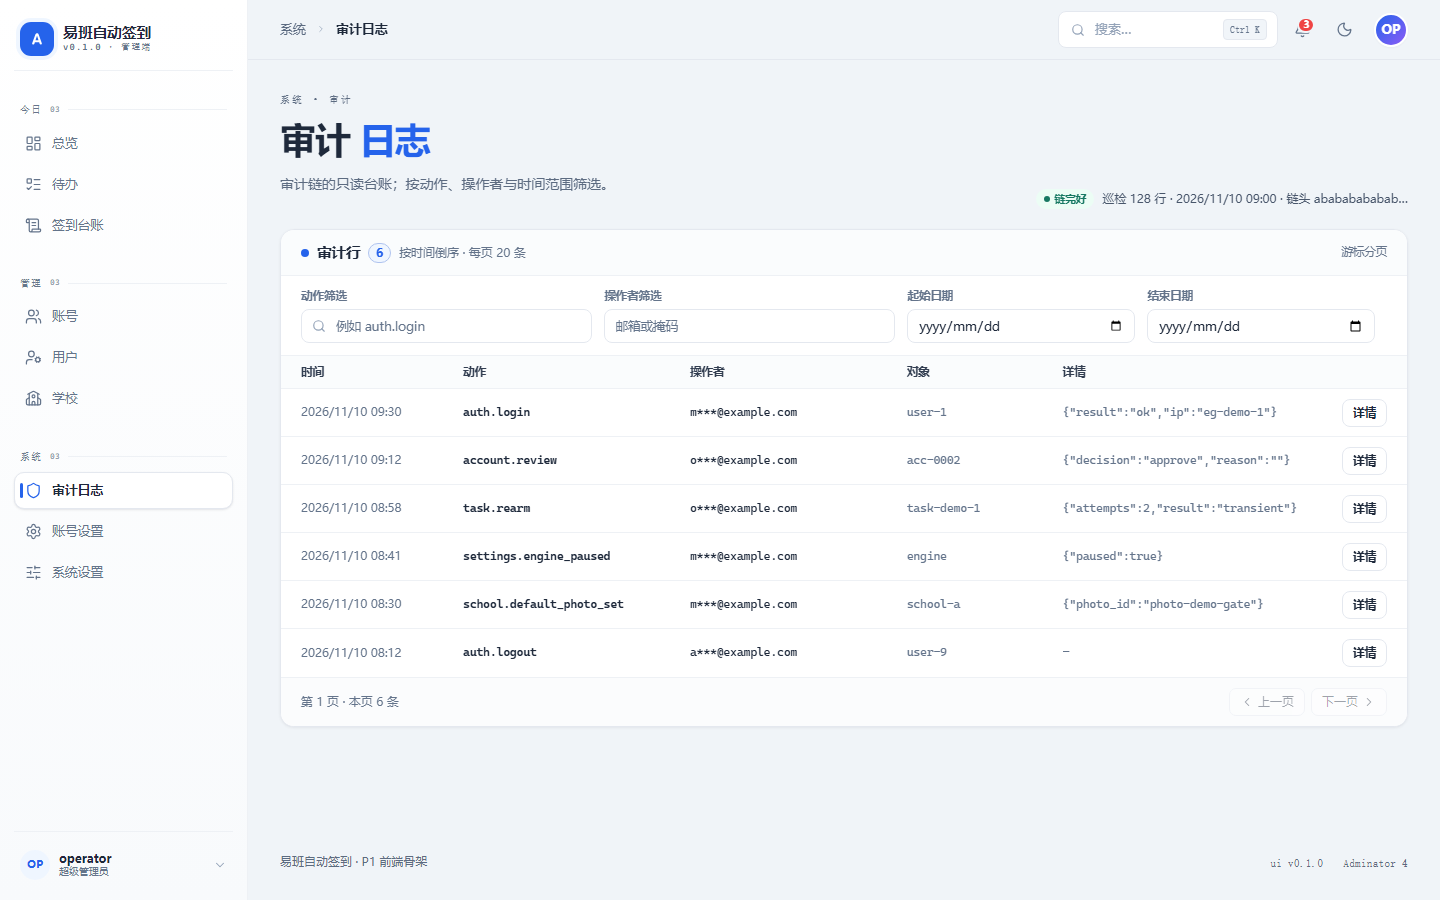 A
易班自动签到
v0.1.0 · 管理端
今日 03
总览
待办
签到台账
管理 03
账号
用户
学校
系统 03
审计日志
账号设置
系统设置
OP
operator
超级管理员
系统
审计日志
搜索...
Ctrl K
3
OP
系统 · 审计
审计 日志
审计链的只读台账；按动作、操作者与时间范围筛选。
链完好 巡检 128 行 · 2026/11/10 09:00 · 链头 abababababab…
审计行 6 按时间倒序 · 每页 20 条 游标分页
动作筛选 操作者筛选 起始日期 结束日期
例如 auth.login 邮箱或掩码 yyyy/mm/dd yyyy/mm/dd
时间 动作 操作者 对象 详情
2026/11/10 09:30 auth.login m***@example.com user-1 {"result":"ok","ip":"eg-demo-1"} 详情
2026/11/10 09:12 account.review o***@example.com acc-0002 {"decision":"approve","reason":""} 详情
2026/11/10 08:58 task.rearm o***@example.com task-demo-1 {"attempts":2,"result":"transient"} 详情
2026/11/10 08:41 settings.engine_paused m***@example.com engine {"paused":true} 详情
2026/11/10 08:30 school.default_photo_set m***@example.com school-a {"photo_id":"photo-demo-gate"} 详情
2026/11/10 08:12 auth.logout a***@example.com user-9 — 详情
第 1 页 · 本页 6 条 上一页 下一页
易班自动签到 · P1 前端骨架 ui v0.1.0 Adminator 4